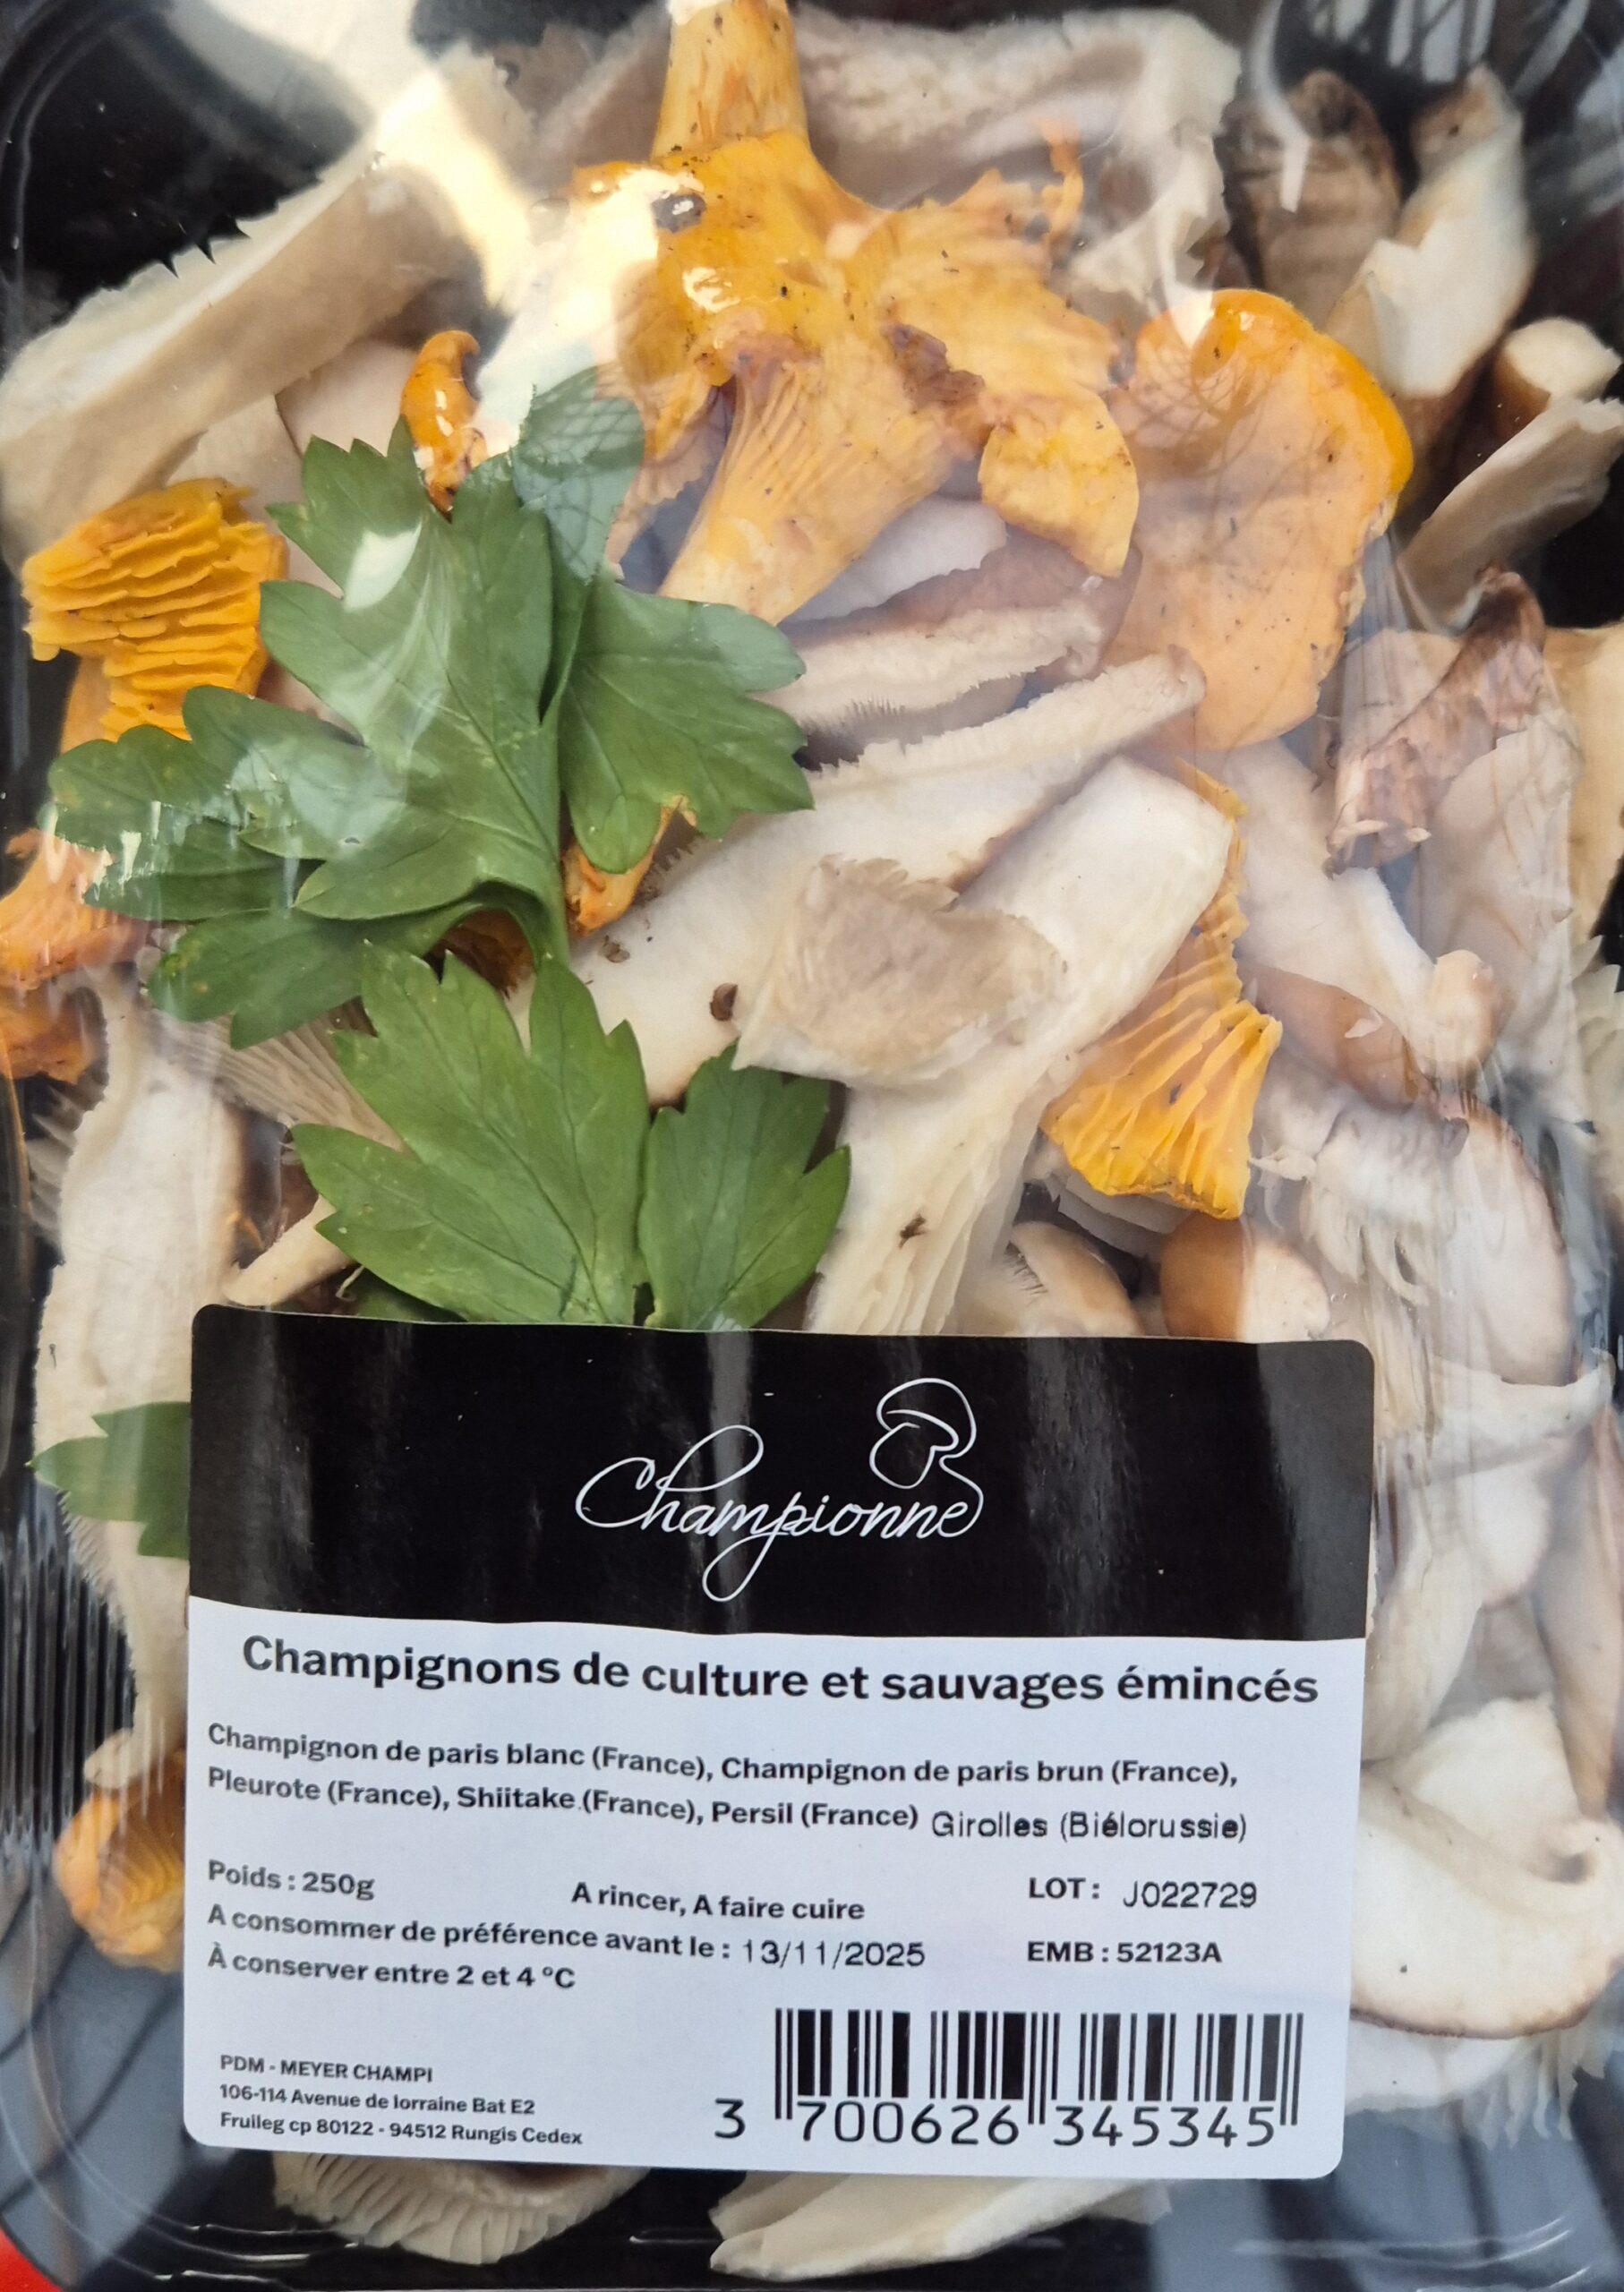 Championne
Champignons de culture et sauvages émincés
Champignon de paris blanc (France), Champignon de paris brun (France),
Pleurote (France), Shiitake (France), Persil (France) Girolles (Biélorussie)
Poids : 250g
A rincer, A faire cuire
LOT : J022729
A consommer de préférence avant le : 13/11/2025
EMB : 52123A
À conserver entre 2 et 4 °C
PDM - MEYER CHAMPI
106-114 Avenue de lorraine Bat E2
Fruileg cp 80122 - 94512 Rungis Cedex
3 700626 345345